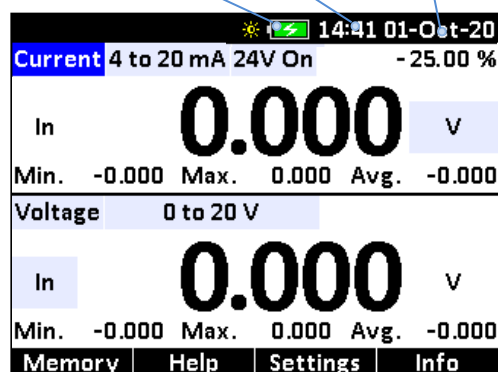 14:41 01-Oct-20
Current 4 to 20 mA 24V On -25.00 %
In 0.000 V
Min. -0.000 Max. 0.000 Avg. -0.000
Voltage 0 to 20 V
In 0.000 V
Min. -0.000 Max. 0.000 Avg. -0.000
Memory Help Settings Info